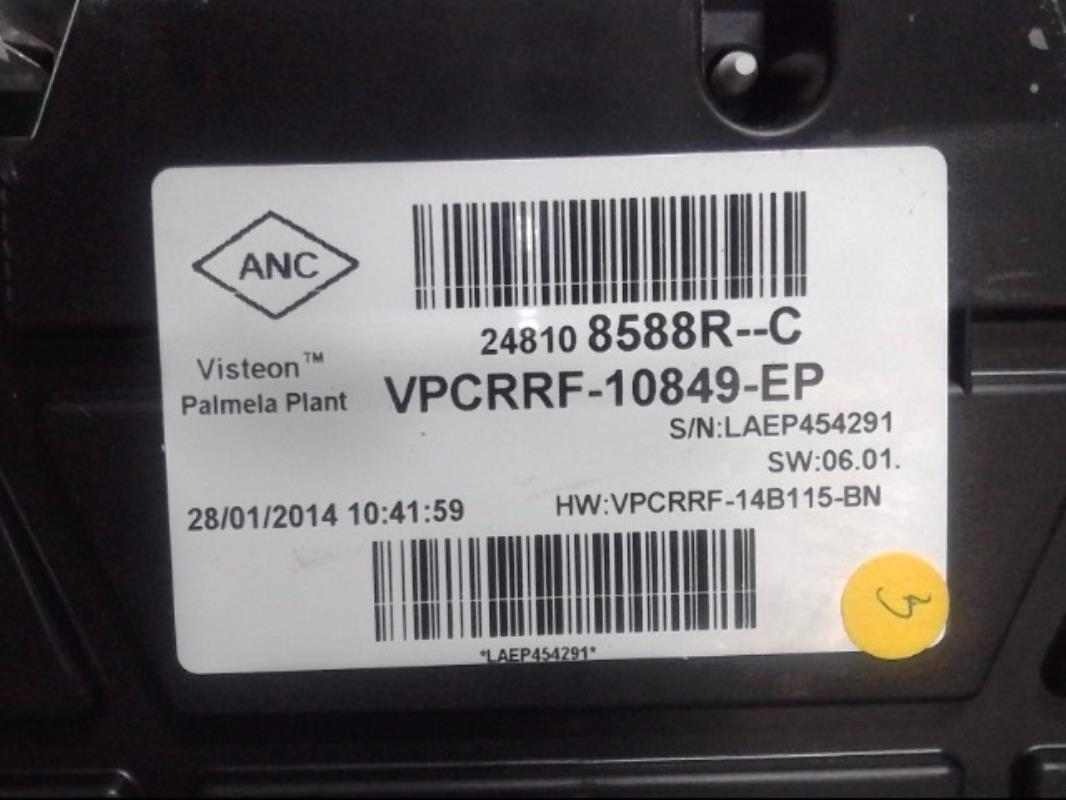 ANC
24810 8588R--C
Visteon™
Palmela Plant
VPCRRF-10849-EP
S/N:LAEP454291
SW:06.01.
28/01/2014 10:41:59
HW:VPCRRF-14B115-BN
*LAEP454291*